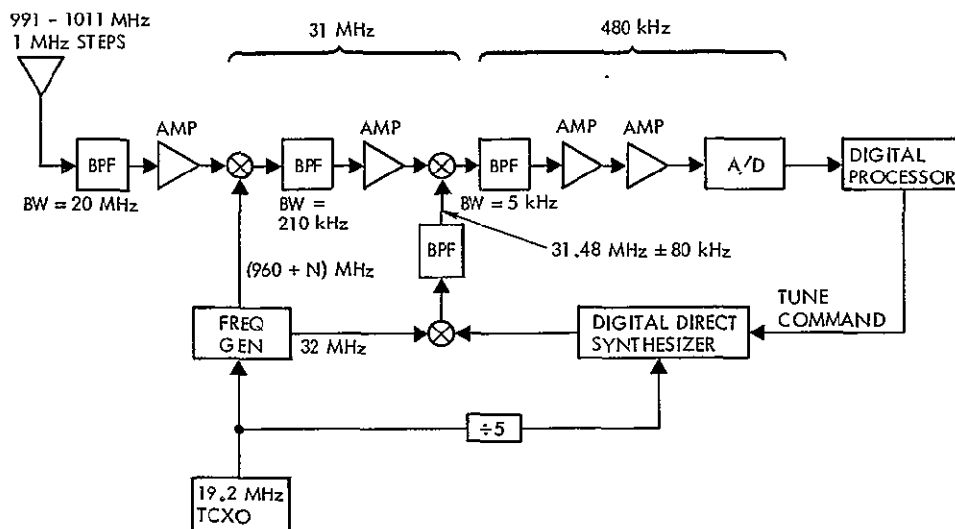 991 - 1011 MHz
1 MHz STEPS
31 MHz
480 kHz
BPF
AMP
BPF
AMP
BPF
AMP
AMP
A/D
DIGITAL
PROCESSOR
BW = 20 MHz
BW =
210 kHz
BW = 5 kHz
BPF
31.48 MHz ± 80 kHz
(960 + N) MHz
FREQ
GEN
32 MHz
DIGITAL DIRECT
SYNTHESIZER
TUNE
COMMAND
÷5
19.2 MHz
TCXO